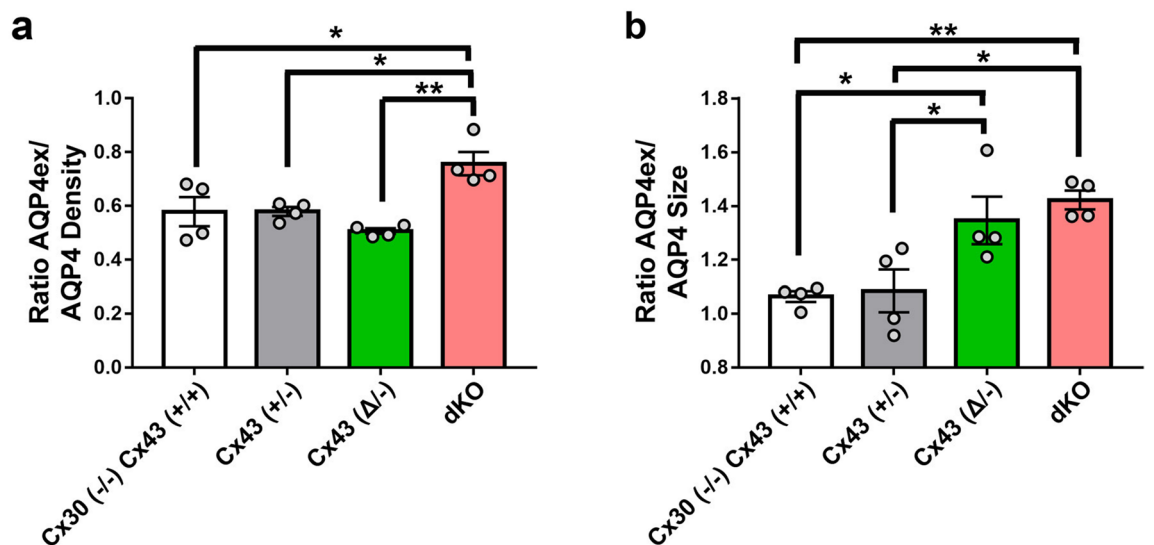 a
*
*
**
Ratio AQP4ex/
AQP4 Density
1.0
0.8
0.6
0.4
0.2
0.0
Cx30 (-/-) Cx43 (+/+)
Cx43 (+/-)
Cx43 (Δ/-)
dKO
b
**
*
*
*
Ratio AQP4ex/
AQP4 Size
1.8
1.6
1.4
1.2
1.0
0.8
Cx30 (-/-) Cx43 (+/+)
Cx43 (+/-)
Cx43 (Δ/-)
dKO